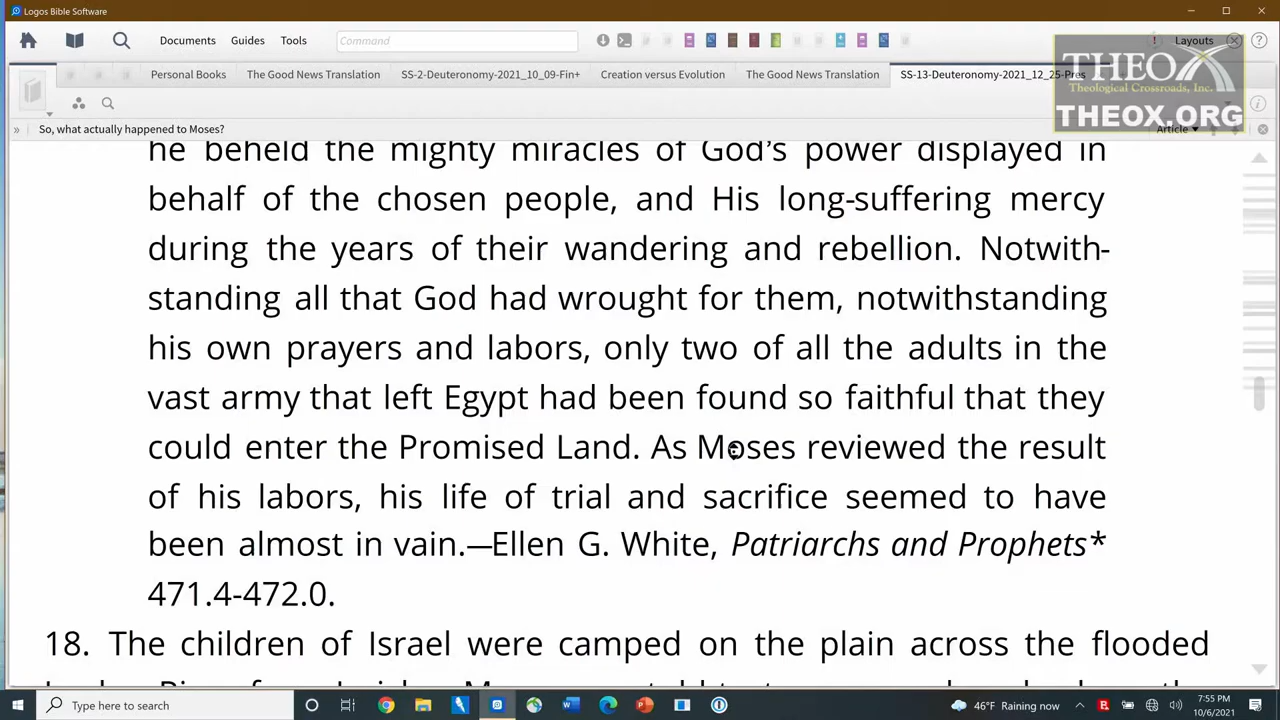 Logos Bible Software
Documents Guides Tools Command Layouts
THEOX
Theological Crossroads, Inc.
THEOX.ORG
Personal Books The Good News Translation SS-2-Deuteronomy-2021_10_09-Fin+ Creation versus Evolution The Good News Translation SS-13-Deuteronomy-2021_12_25-Pres
» So, what actually happened to Moses? Article
he beheld the mighty miracles of God's power displayed in
behalf of the chosen people, and His long-suffering mercy
during the years of their wandering and rebellion. Notwith-
standing all that God had wrought for them, notwithstanding
his own prayers and labors, only two of all the adults in the
vast army that left Egypt had been found so faithful that they
could enter the Promised Land. As Moses reviewed the result
of his labors, his life of trial and sacrifice seemed to have
been almost in vain.—Ellen G. White, Patriarchs and Prophets*
471.4-472.0.
18. The children of Israel were camped on the plain across the flooded
Type here to search
46°F Raining now
7:55 PM
10/6/2021